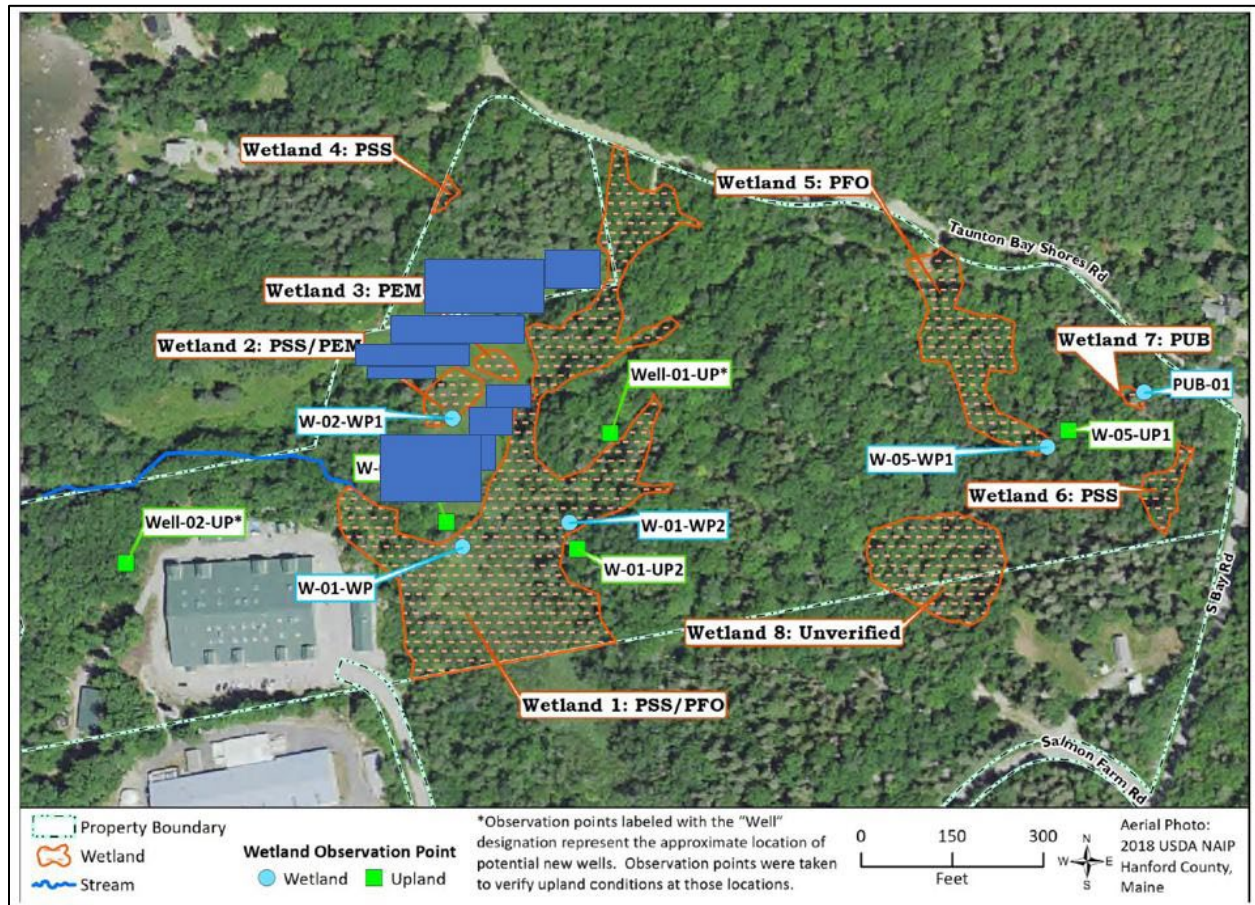 Wetland 4: PSS
Wetland 5: PFO
Taunton Bay Shores Rd
Wetland 3: PEM
Wetland 2: PSS/PEM
Wetland 7: PUB
Well-01-UP*
PUB-01
W-02-WP1
W-05-UP1
W-05-WP1
W-0
Wetland 6: PSS
Well-02-UP*
W-01-WP2
W-01-UP2
W-01-WP
S Bay Rd
Wetland 8: Unverified
Wetland 1: PSS/PFO
Salmon Farm Rd
Property Boundary
Wetland
Stream
Wetland Observation Point
Wetland
Upland
*Observation points labeled with the "Well"
designation represent the approximate location of
potential new wells. Observation points were taken
to verify upland conditions at those locations.
0 150 300
Feet
N
W E
S
Aerial Photo:
2018 USDA NAIP
Hanford County,
Maine